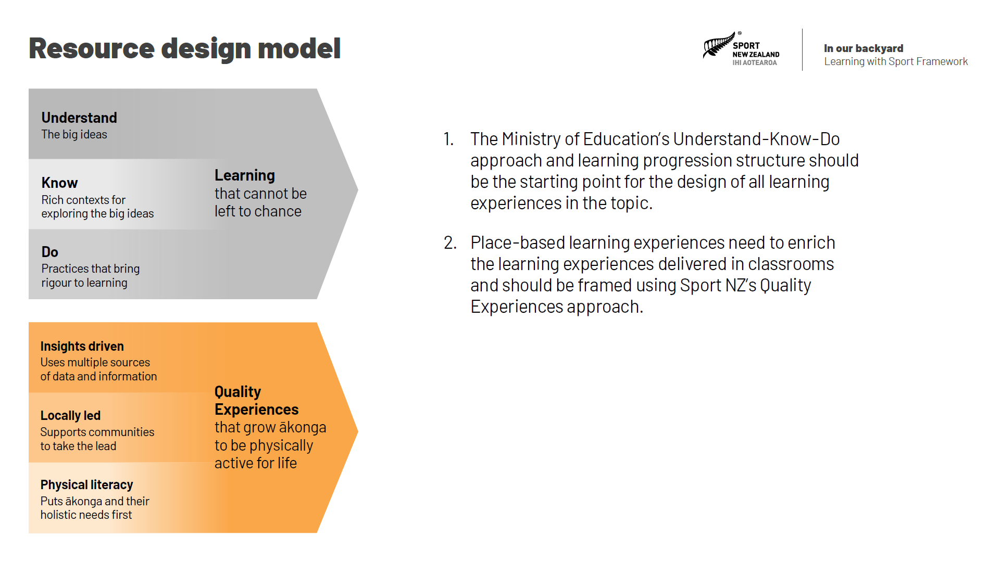 Resource design model
SPORT
NEW ZEALAND
IHI AOTEAROA
In our backyard
Learning with Sport Framework
Understand
The big ideas
Know
Rich contexts for
exploring the big ideas
Do
Practices that bring
rigour to learning
Learning
that cannot be
left to chance
1. The Ministry of Education’s Understand-Know-Do
approach and learning progression structure should
be the starting point for the design of all learning
experiences in the topic.
2. Place-based learning experiences need to enrich
the learning experiences delivered in classrooms
and should be framed using Sport NZ’s Quality
Experiences approach.
Insights driven
Uses multiple sources
of data and information
Locally led
Supports communities
to take the lead
Physical literacy
Puts ākonga and their
holistic needs first
Quality
Experiences
that grow ākonga
to be physically
active for life